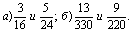 а) 3/16 и 5/24; б) 13/330 и 9/220.